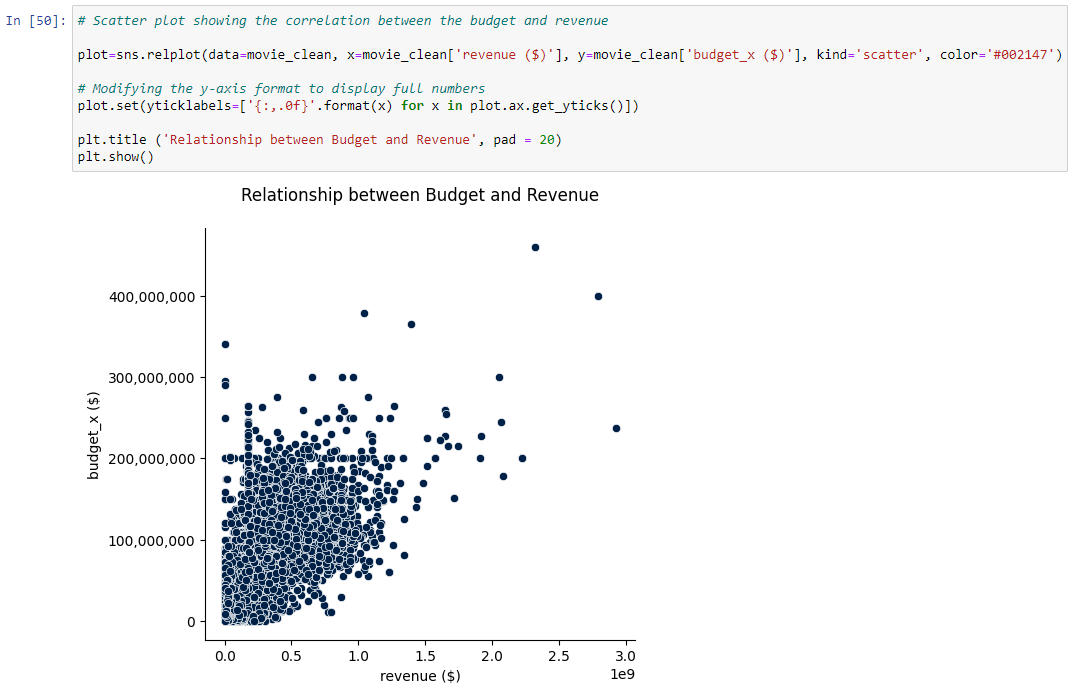 In [50]:
# Scatter plot showing the correlation between the budget and revenue
plot=sns.relplot(data=movie_clean, x=movie_clean['revenue ($)'], y=movie_clean['budget_x ($)'], kind='scatter', color='#002147')
# Modifying the y-axis format to display full numbers
plot.set(yticklabels=['{:,.0f}'.format(x) for x in plot.ax.get_yticks()])
plt.title ('Relationship between Budget and Revenue', pad = 20)
plt.show()
Relationship between Budget and Revenue
400,000,000
300,000,000
200,000,000
100,000,000
0
budget_x ($)
0.0 0.5 1.0 1.5 2.0 2.5 3.0
1e9
revenue ($)